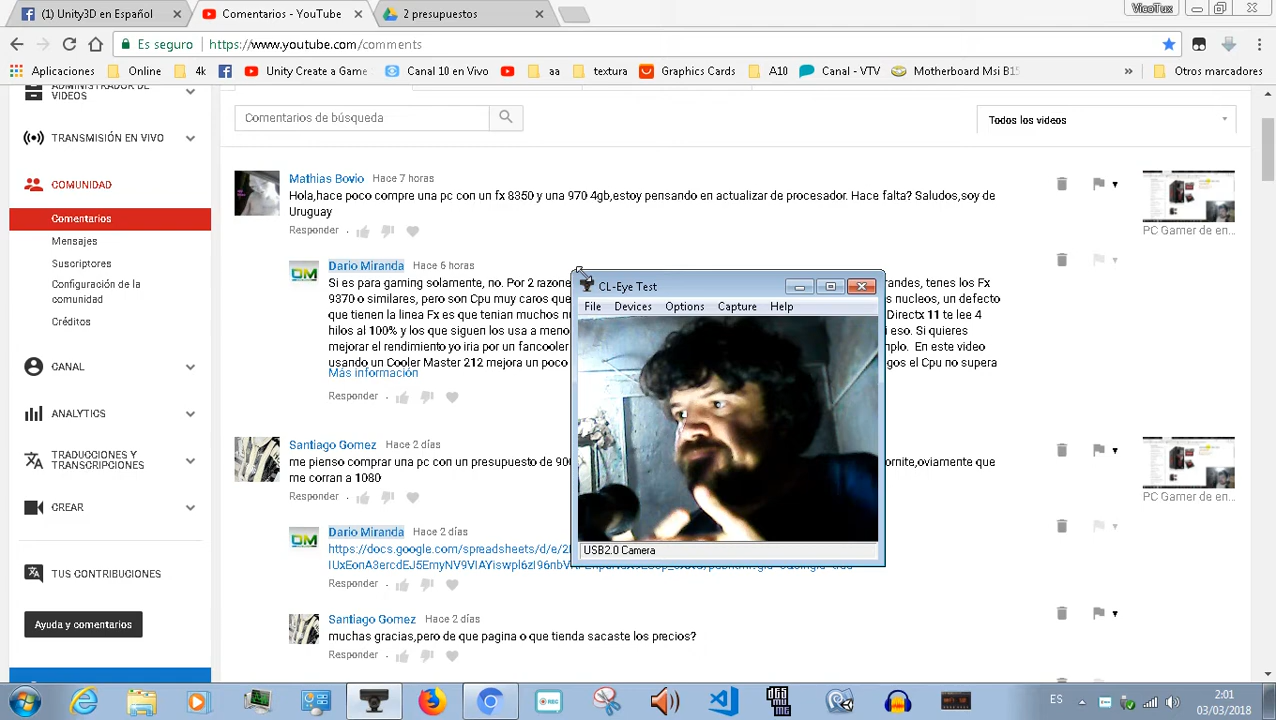 (1) Unity3D en Español
Comentarios - YouTube
2 presupuestos
VicoTux
Es seguro
https://www.youtube.com/comments
Aplicaciones
Online
4k
Unity Create a Game
Canal 10 en Vivo
aa
textura
Graphics Cards
A10
Canal - VTV
Motherboard Msi B15
»
Otros marcadores
ADMINISTRADOR DE
VIDEOS
TRANSMISIÓN EN VIVO
COMUNIDAD
Comentarios
Mensajes
Suscriptores
Configuración de la
comunidad
Créditos
CANAL
ANALYTICS
TRADUCCIONES Y
TRANSCRIPCIONES
CREAR
TUS CONTRIBUCIONES
Ayuda y comentarios
Comentarios de búsqueda
Todos los videos
Mathias Bovio Hace 7 horas
Hola,hace poco compre una pc con un fx 8350 y una 970 4gb,estoy pensando en actualizar de procesador. Hace falta? Saludos,soy de
Uruguay
Responder
PC Gamer de en...
Dario Miranda Hace 6 horas
Si es para gaming solamente, no. Por 2 razone
randes, tenes los Fx
9370 o similares, pero son Cpu muy caros que
s nucleos, un defecto
que tienen la linea Fx es que tenian muchos n
Directx 11 te lee 4
hilos al 100% y los que siguen los usa a meno
i eso. Si quieres
mejorar el rendimiento yo iria por un fancooler
mplo. En este video
usando un Cooler Master 212 mejora un poco
gos el Cpu no supera
Más información
Responder
Santiago Gomez Hace 2 días
me pienso comprar una pc con un presupuesto de 90
ornite,oviamente que
me corran a 1080
Responder
PC Gamer de en...
Dario Miranda Hace 2 días
https://docs.google.com/spreadsheets/d/e/2
Responder
Santiago Gomez Hace 2 días
muchas gracias,pero de que pagina o que tienda sacaste los precios?
Responder
CL-Eye Test
File Devices Options Capture Help
USB2.0 Camera
REC
ES
2:01
03/03/2018